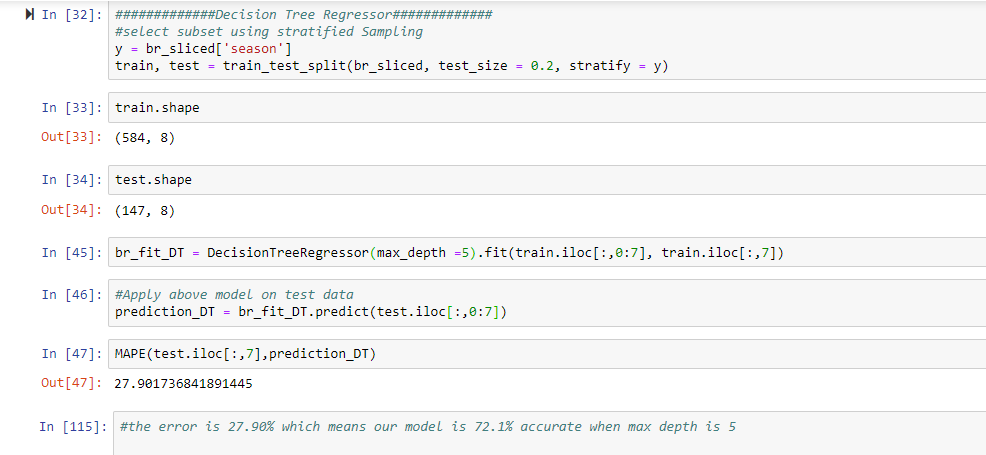 In [32]: #############Decision Tree Regressor#############
#select subset using stratified Sampling
y = br_sliced['season']
train, test = train_test_split(br_sliced, test_size = 0.2, stratify = y)
In [33]: train.shape
Out[33]: (584, 8)
In [34]: test.shape
Out[34]: (147, 8)
In [45]: br_fit_DT = DecisionTreeRegressor(max_depth =5).fit(train.iloc[:,0:7], train.iloc[:,7])
In [46]: #Apply above model on test data
prediction_DT = br_fit_DT.predict(test.iloc[:,0:7])
In [47]: MAPE(test.iloc[:,7],prediction_DT)
Out[47]: 27.901736841891445
In [115]: #the error is 27.90% which means our model is 72.1% accurate when max depth is 5